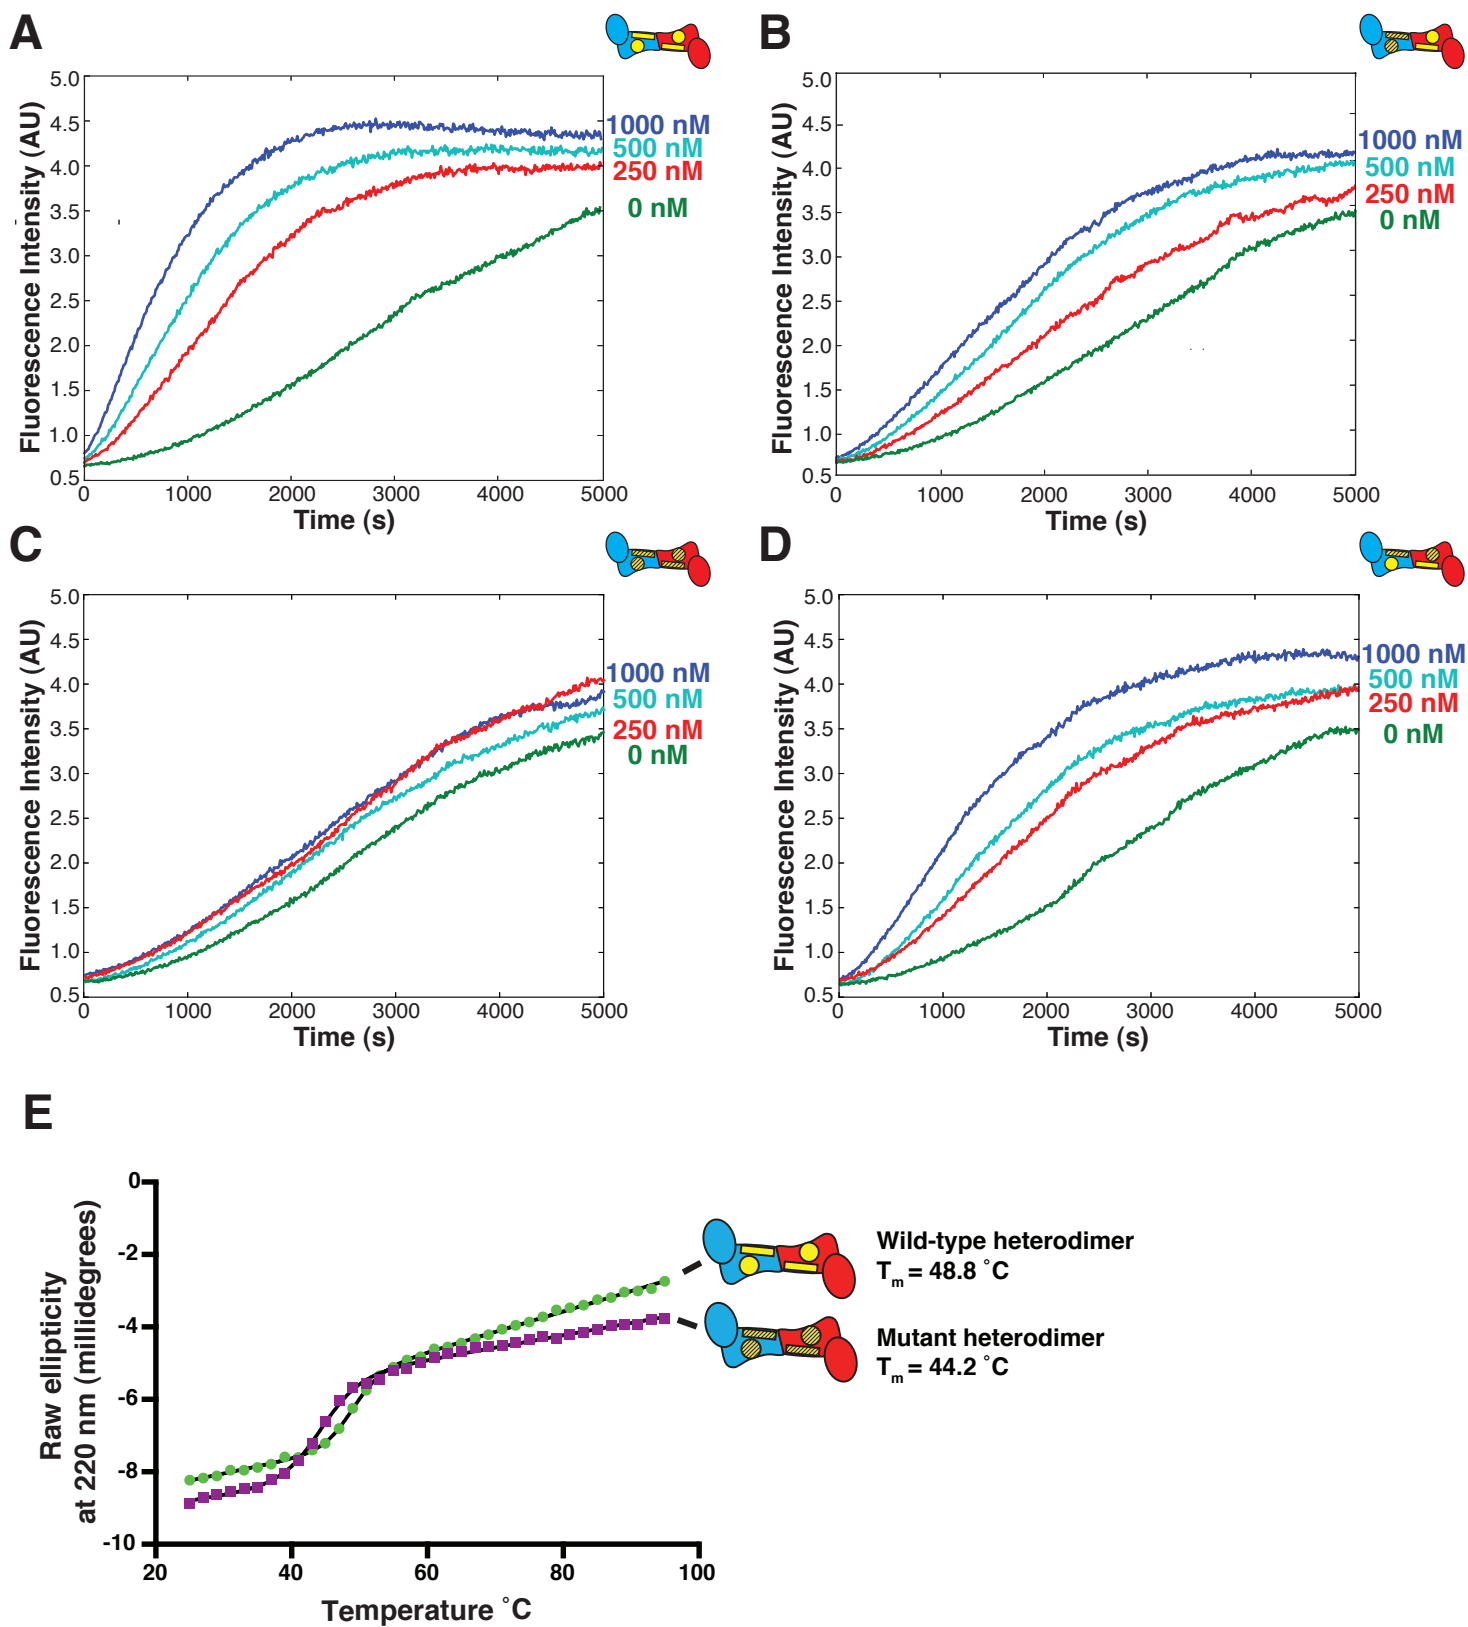 A
Fluorescence Intensity (AU)
5.0
4.5
4.0
3.5
3.0
2.5
2.0
1.5
1.0
0.5
0 1000 2000 3000 4000 5000
Time (s)
1000 nM
500 nM
250 nM
0 nM
B
Fluorescence Intensity (AU)
5.0
4.5
4.0
3.5
3.0
2.5
2.0
1.5
1.0
0.5
0 1000 2000 3000 4000 5000
Time (s)
1000 nM
500 nM
250 nM
0 nM
C
Fluorescence Intensity (AU)
5.0
4.5
4.0
3.5
3.0
2.5
2.0
1.5
1.0
0.5
0 1000 2000 3000 4000 5000
Time (s)
1000 nM
500 nM
250 nM
0 nM
D
Fluorescence Intensity (AU)
5.0
4.5
4.0
3.5
3.0
2.5
2.0
1.5
1.0
0.5
0 1000 2000 3000 4000 5000
Time (s)
1000 nM
500 nM
250 nM
0 nM
E
Raw ellipticity
at 220 nm (millidegrees)
0
-2
-4
-6
-8
-10
20 40 60 80 100
Temperature ˚C
Wild-type heterodimer
Tm = 48.8 ˚C
Mutant heterodimer
Tm = 44.2 ˚C